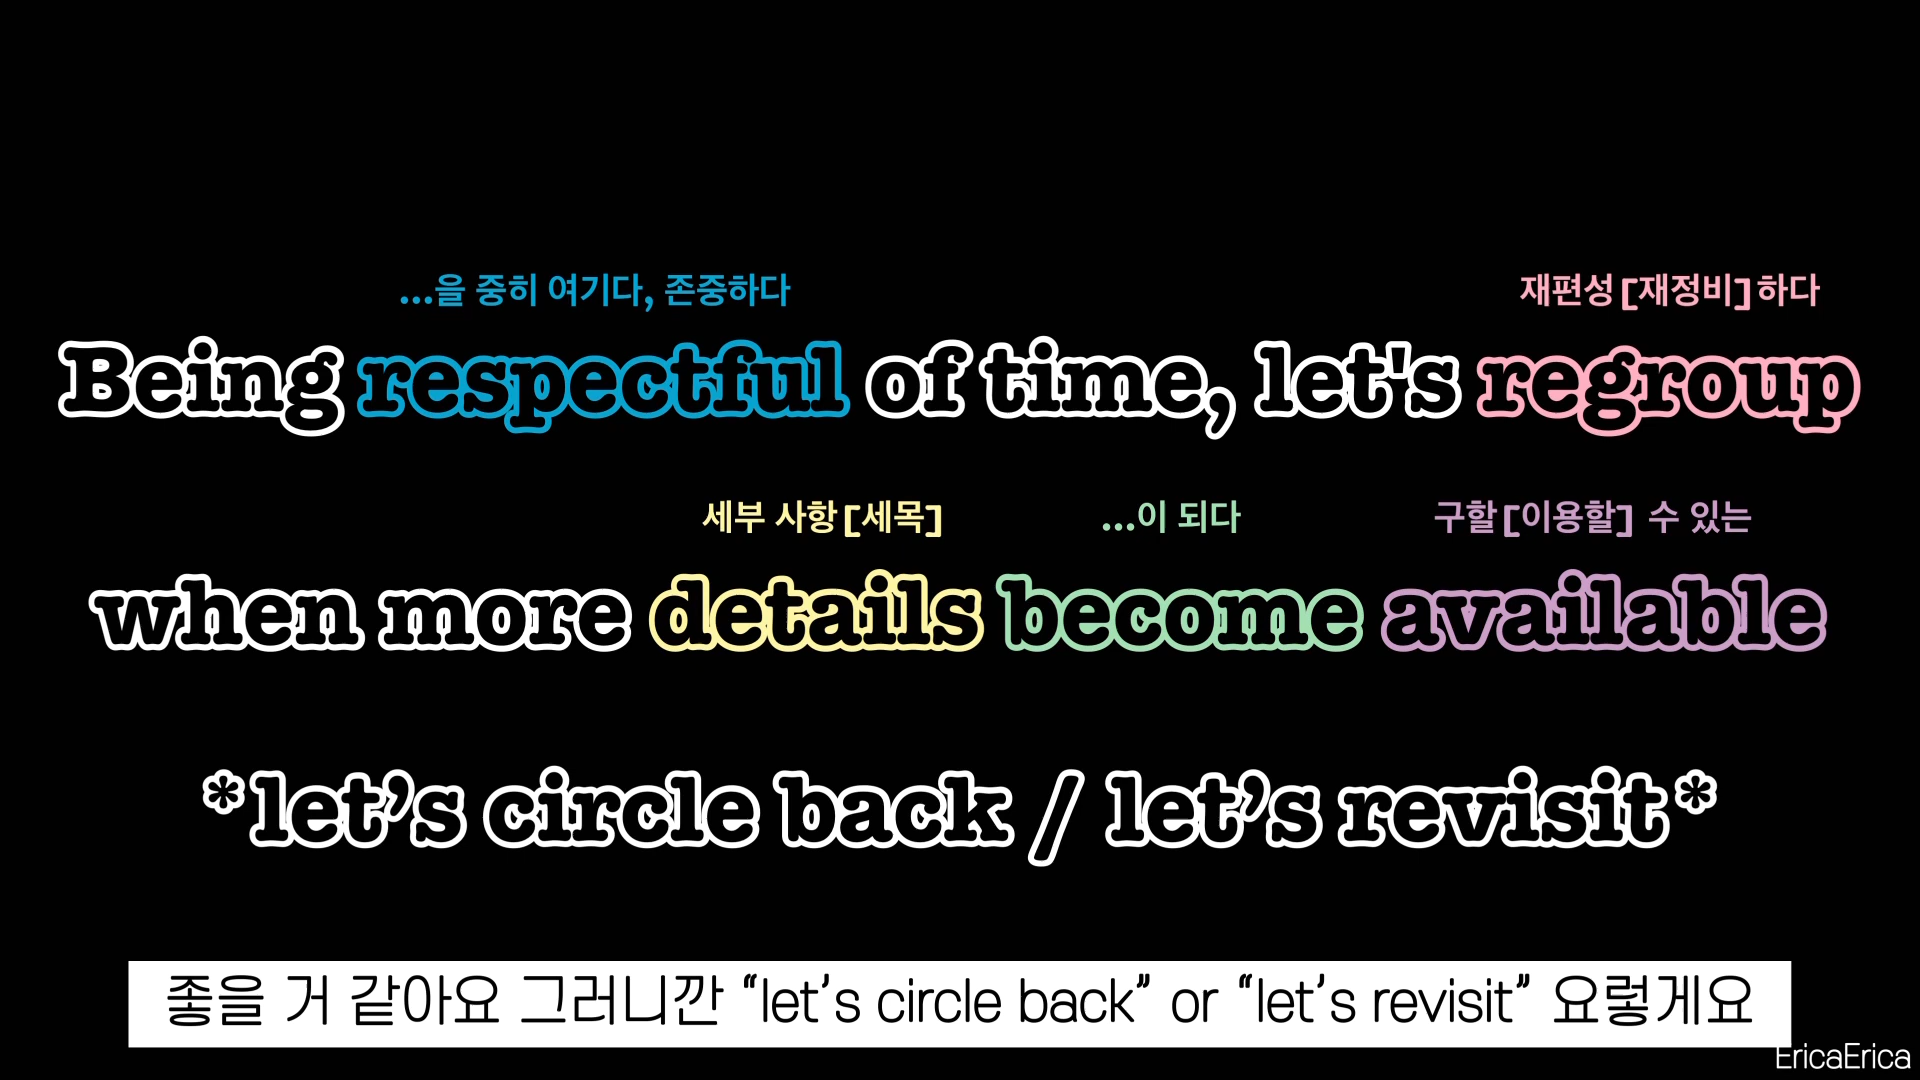 ...을 중히 여기다, 존중하다 재편성[재정비]하다
Being respectful of time, let's regroup
세부 사항[세목] ...이 되다 구할[이용할] 수 있는
when more details become available
*let’s circle back / let’s revisit*
좋을 거 같아요 그러니깐 “let’s circle back” or “let’s revisit” 요렇게요
EricaErica